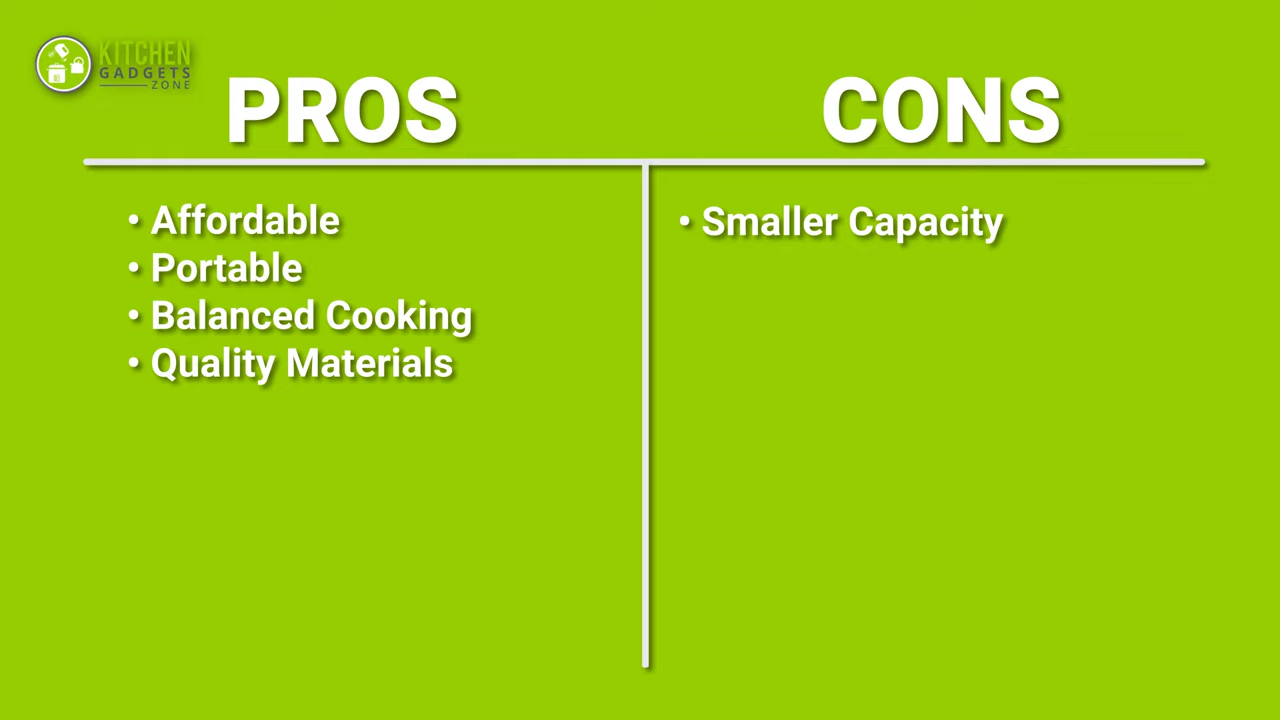 KITCHEN
GADGETS
ZONE
PROS
CONS
• Affordable
• Portable
• Balanced Cooking
• Quality Materials
• Smaller Capacity